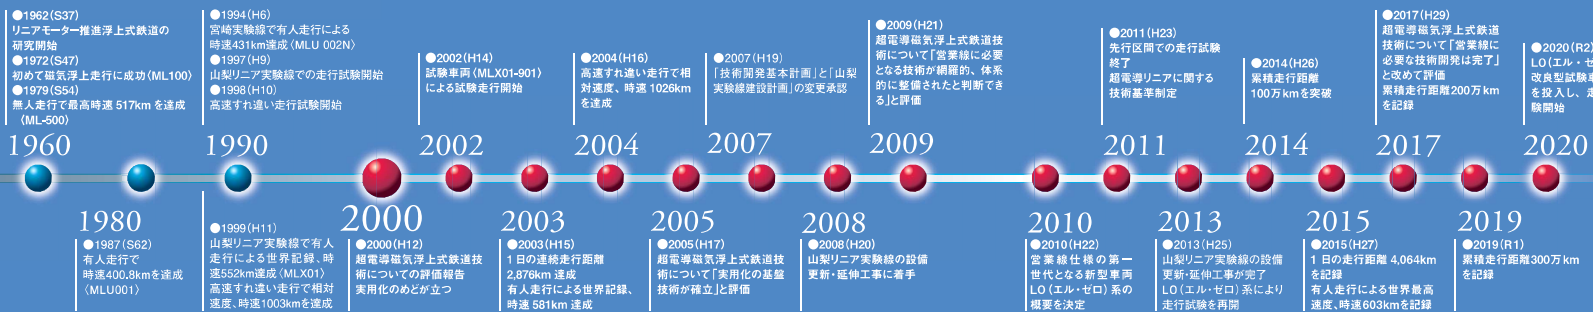 ●1962(S37)
リニアモーター推進浮上式鉄道の
研究開始
●1972(S47)
初めて磁気浮上走行に成功〈ML100〉
●1979(S54)
無人走行で最高時速 517km を達成
〈ML-500〉
1960
1980
●1987(S62)
有人走行で
時速400.8kmを達成
〈MLU001〉
●1994(H6)
宮崎実験線で有人走行による
時速431km達成〈MLU 002N〉
●1997(H9)
山梨リニア実験線での走行試験開始
●1998(H10)
高速すれ違い走行試験開始
1990
●1999(H11)
山梨リニア実験線で有人
走行による世界記録、時
速552km達成〈MLX01〉
高速すれ違い走行で相対
速度、時速1003kmを達成
2000
●2000(H12)
超電導磁気浮上式鉄道技
術についての評価報告
実用化のめどが立つ
●2002(H14)
試験車両(MLX01-901)
による試験走行開始
2002
2003
●2003(H15)
1日の連続走行距離
2,876km 達成
有人走行による世界記録、
時速 581km 達成
●2004(H16)
高速すれ違い走行で相
対速度、時速 1026km
を達成
2004
2005
●2005(H17)
超電導磁気浮上式鉄道技
術について「実用化の基盤
技術が確立」と評価
●2007(H19)
「技術開発基本計画」と「山梨
実験線建設計画」の変更承認
2007
2008
●2008(H20)
山梨リニア実験線の設備
更新・延伸工事に着手
●2009(H21)
超電導磁気浮上式鉄道技
術について「営業線に必要
となる技術が網羅的、体系
的に整備されたと判断でき
る」と評価
2009
2010
●2010(H22)
営業線仕様の第一
世代となる新型車両
L0(エル・ゼロ)系の
概要を決定
●2011(H23)
先行区間での走行試験
終了
超電導リニアに関する
技術基準制定
2011
2013
●2013(H25)
山梨リニア実験線の設備
更新・延伸工事が完了
L0(エル・ゼロ)系により
走行試験を再開
●2014(H26)
累積走行距離
100万kmを突破
2014
2015
●2015(H27)
1日の走行距離 4,064km
を記録
有人走行による世界最高
速度、時速603kmを記録
●2017(H29)
超電導磁気浮上式鉄道
技術について「営業線に
必要な技術開発は完了」
と改めて評価
累積走行距離200万km
を記録
2017
2019
●2019(R1)
累積走行距離300万km
を記録
●2020(R2)
L0(エル・ゼ
改良型試験車
を投入し、走
験開始
2020